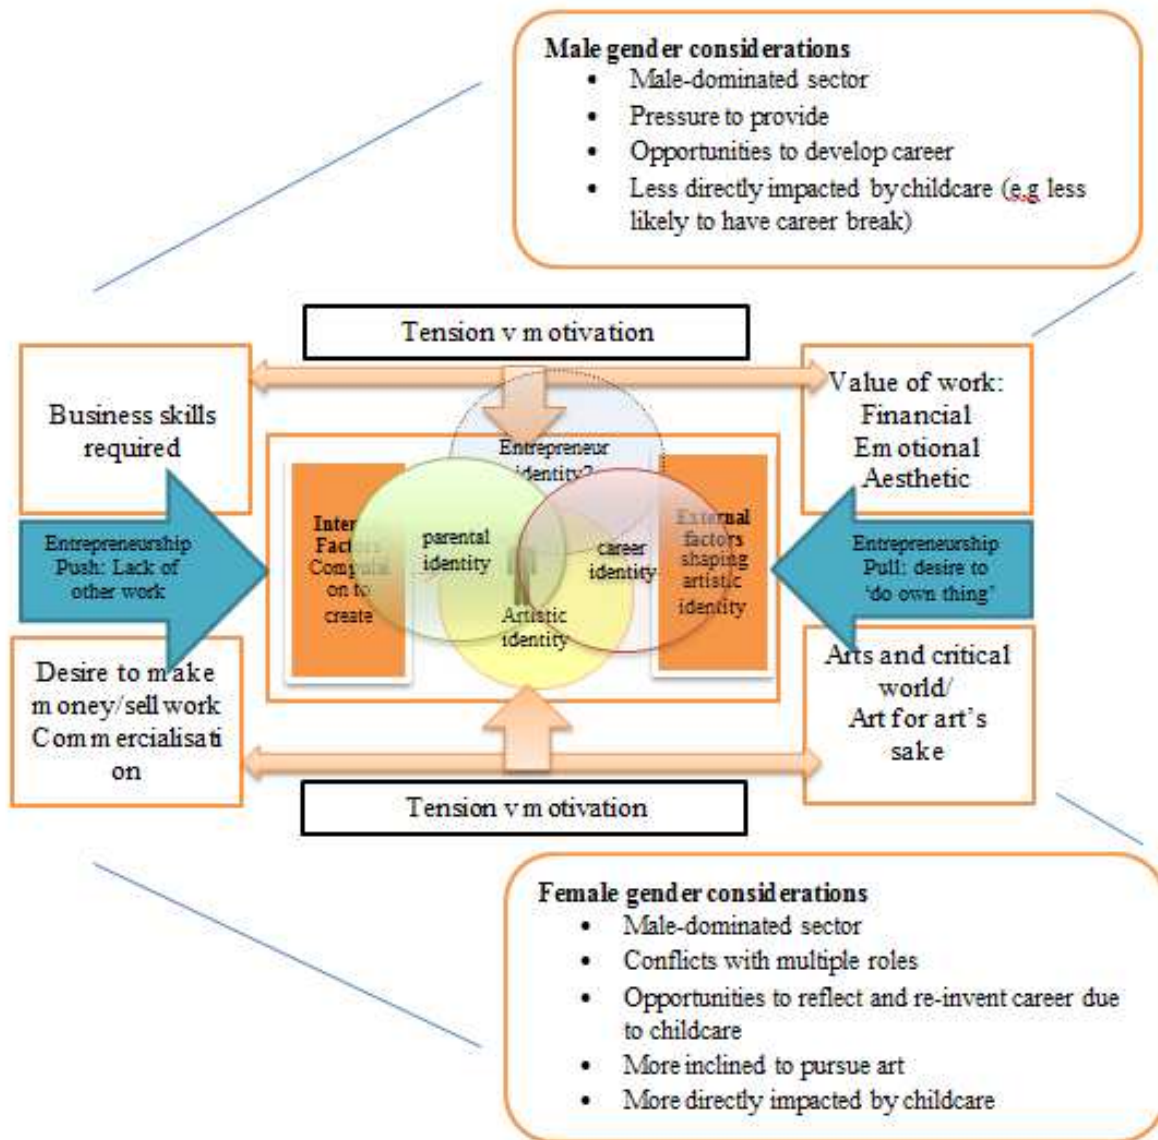 Male gender considerations
• Male-dominated sector
• Pressure to provide
• Opportunities to develop career
• Less directly impacted by childcare (e,g less
likely to have career break)
Tension v motivation
Business skills
required
Value of work:
Financial
Emotional
Aesthetic
Entrepreneurship
Push: Lack of
other work
Factors
on to
create
Entrepreneur
identity?
parental
identity
career
identity
Artistic
identity
External
factors
shaping
artistic
identity
Entrepreneurship
Pull: desire to
‘do own thing’
Desire to make
money/sell work
Commercialisati
on
Arts and critical
world/
Art for art’s
sake
Tension v motivation
Female gender considerations
• Male-dominated sector
• Conflicts with multiple roles
• Opportunities to reflect and re-invent career due
to childcare
• More inclined to pursue art
• More directly impacted by childcare